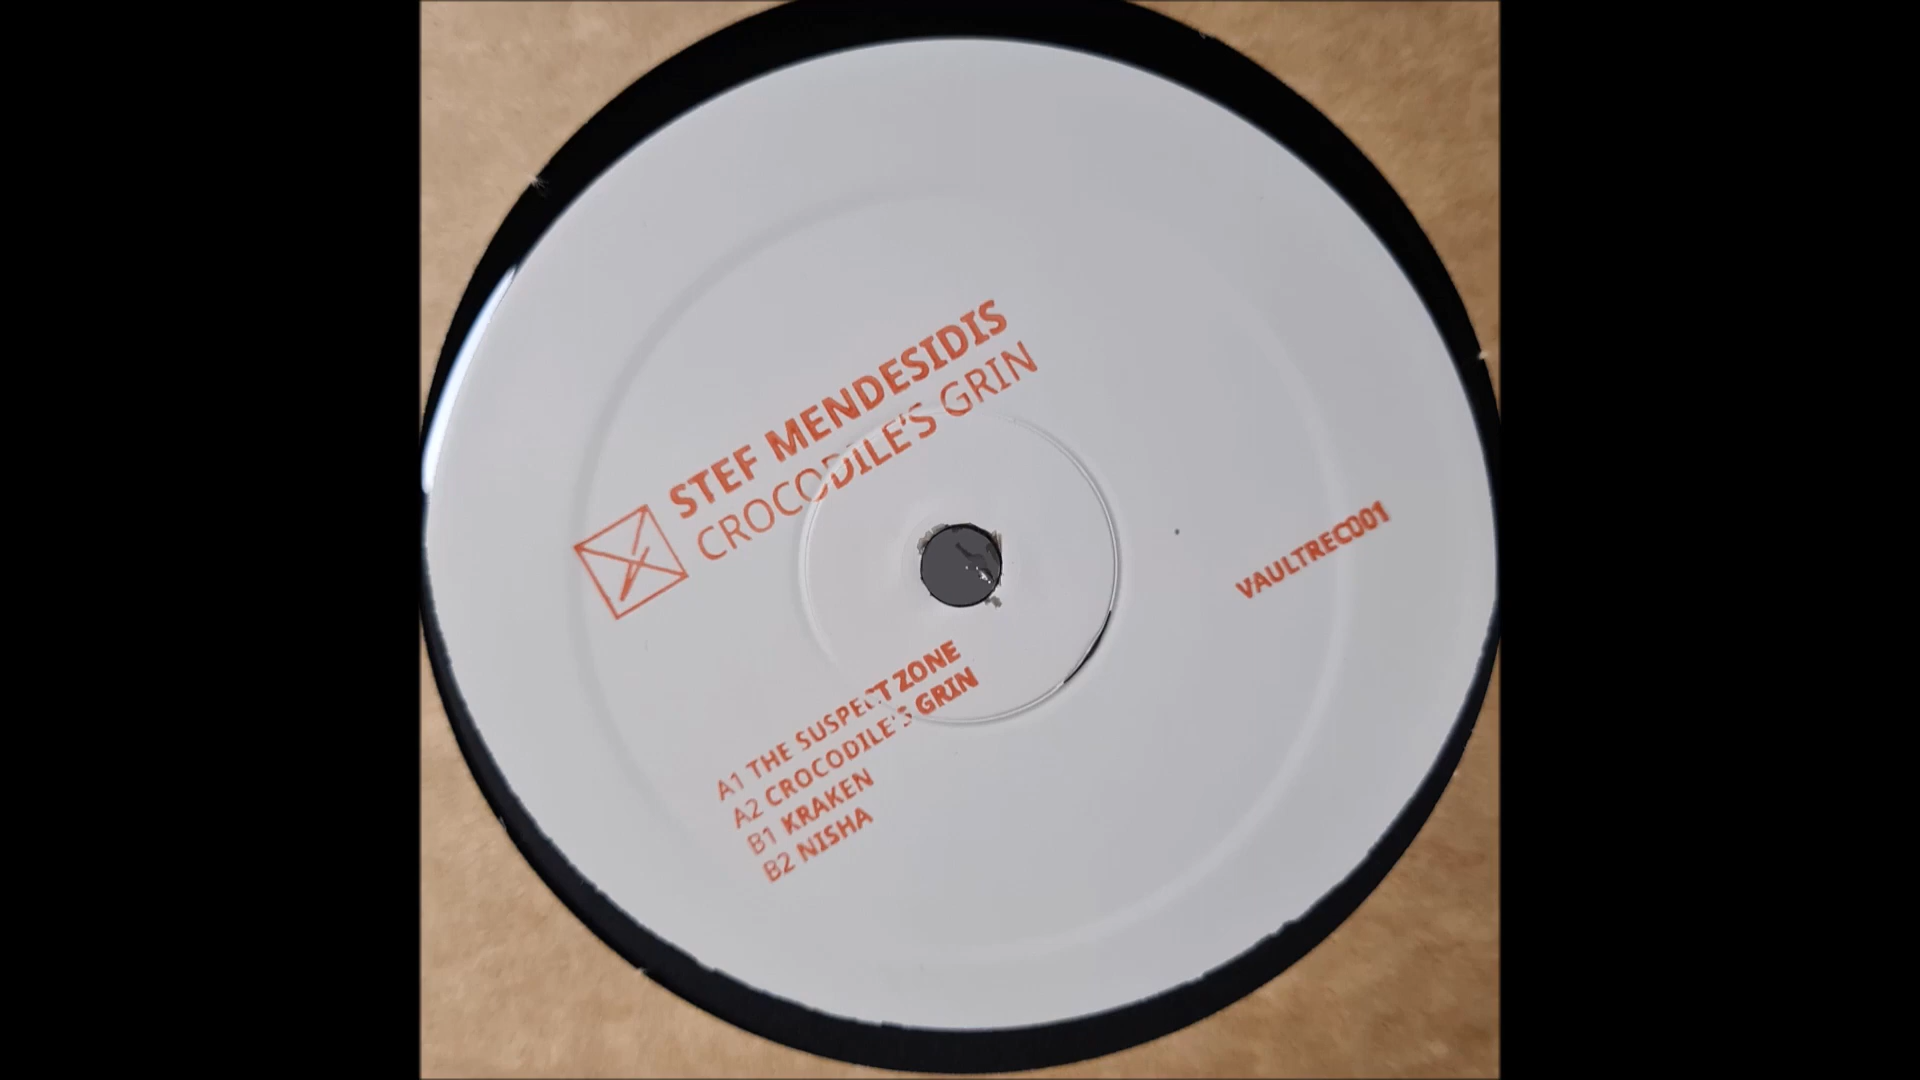 STEF MENDESIDIS
CROCODILE'S GRIN
VAULTREC001
A1 THE SUSPECT ZONE
A2 CROCODILE'S GRIN
B1 KRAKEN
B2 NISHA